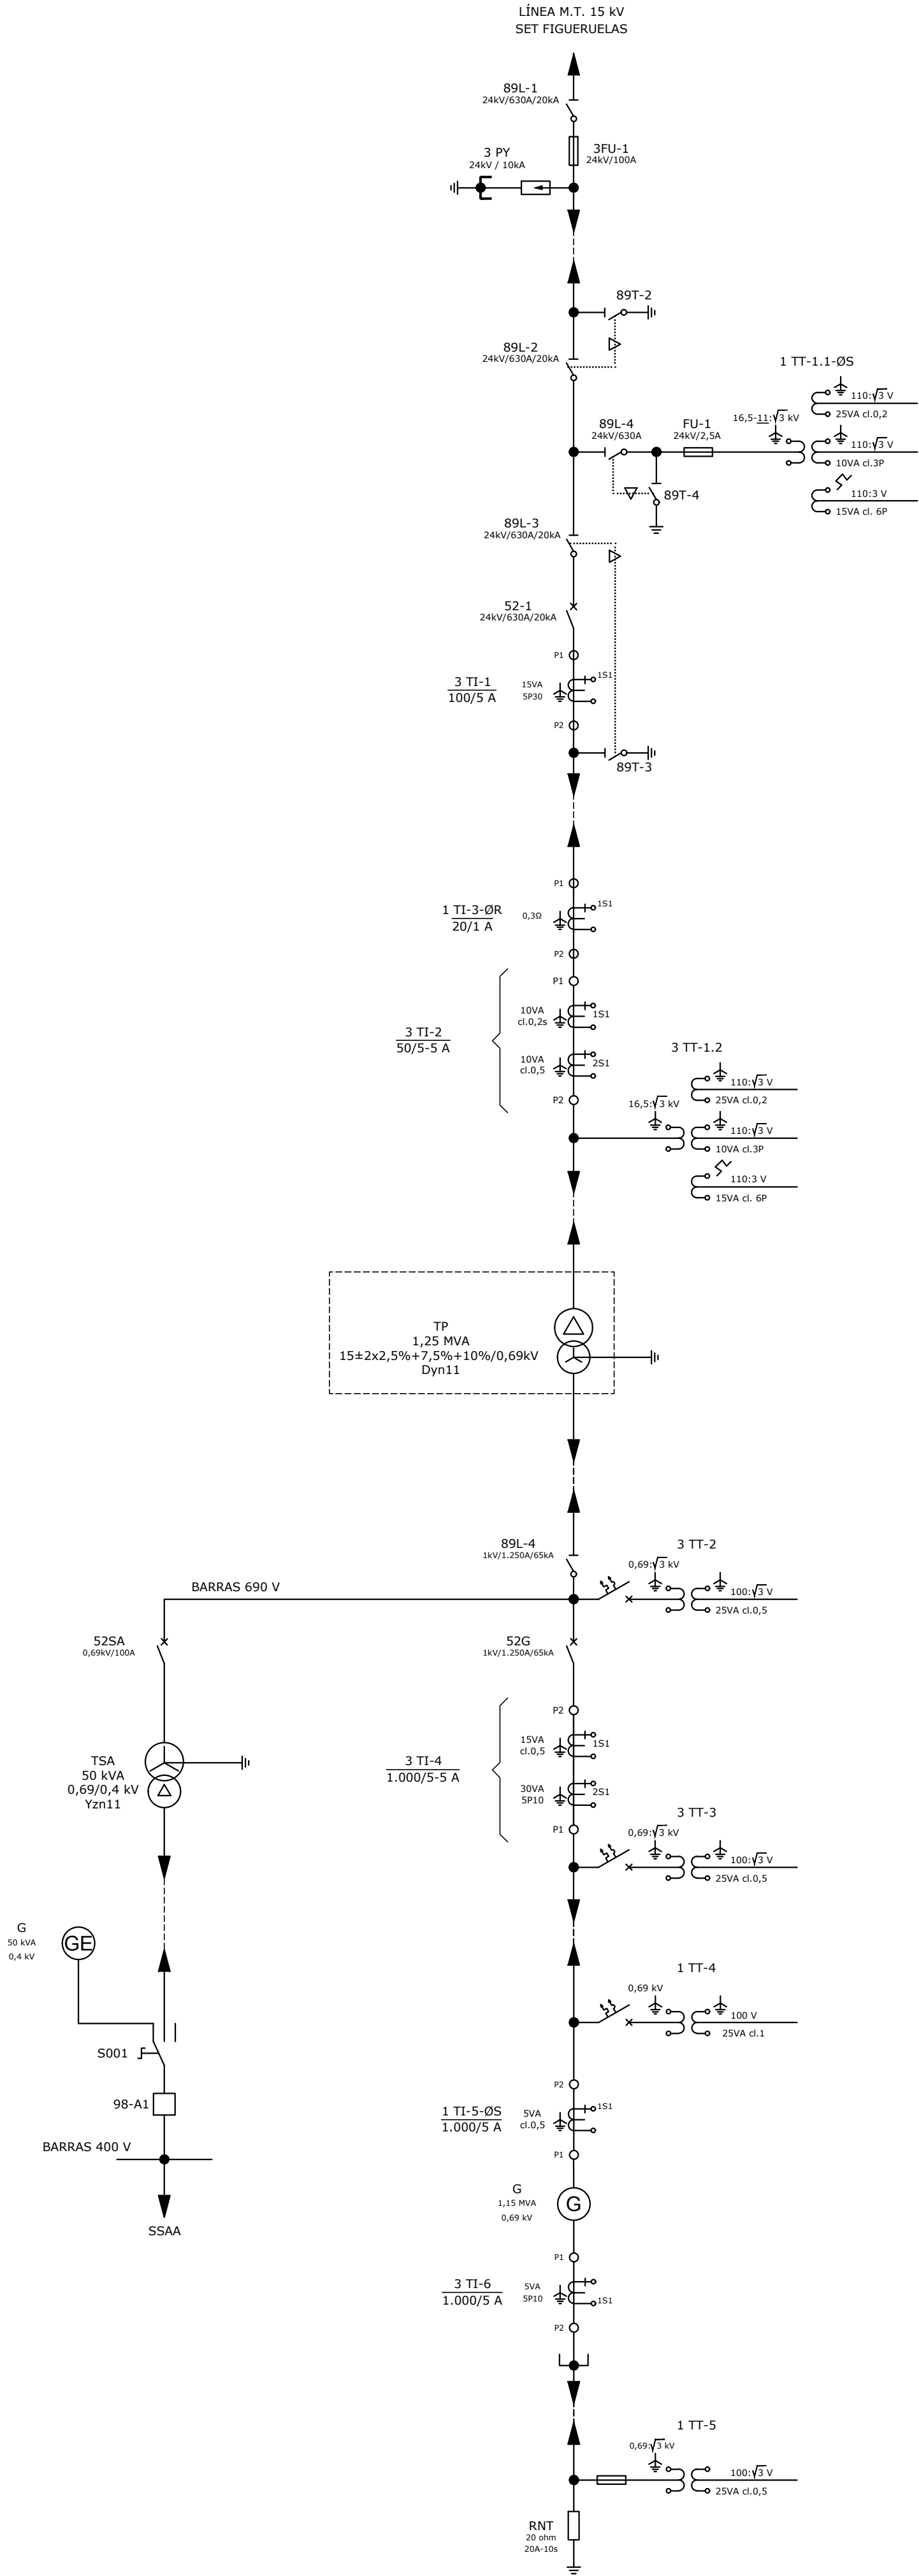 LÍNEA M.T. 15 kV
SET FIGUERUELAS
89L-1
24kV/630A/20kA
3FU-1
24kV/100A
3 PY
24kV / 10kA
89T-2
89L-2
24kV/630A/20kA
1 TT-1.1-ØS
110:√3 V
25VA cl.0,2
16,5-11:√3 kV
110:√3 V
10VA cl.3P
110:3 V
15VA cl. 6P
89L-4
24kV/630A
FU-1
24kV/2,5A
89T-4
89L-3
24kV/630A/20kA
52-1
24kV/630A/20kA
P1
3 TI-1
100/5 A
15VA
5P30
1S1
P2
89T-3
P1
1 TI-3-ØR
20/1 A
0,3Ω
1S1
P2
P1
3 TI-2
50/5-5 A
10VA
cl.0,2s
1S1
10VA
cl.0,5
2S1
P2
3 TT-1.2
110:√3 V
25VA cl.0,2
16,5:√3 kV
110:√3 V
10VA cl.3P
110:3 V
15VA cl. 6P
TP
1,25 MVA
15±2x2,5%+7,5%+10%/0,69kV
Dyn11
89L-4
1kV/1.250A/65kA
3 TT-2
0,69:√3 kV
100:√3 V
25VA cl.0,5
BARRAS 690 V
52SA
0,69kV/100A
52G
1kV/1.250A/65kA
P2
3 TI-4
1.000/5-5 A
15VA
cl.0,5
1S1
30VA
5P10
2S1
P1
TSA
50 kVA
0,69/0,4 kV
Yzn11
3 TT-3
0,69:√3 kV
100:√3 V
25VA cl.0,5
G
50 kVA
0,4 kV
GE
1 TT-4
0,69 kV
100 V
25VA cl.1
S001
98-A1
BARRAS 400 V
SSAA
P2
1 TI-5-ØS
1.000/5 A
5VA
cl.0,5
1S1
P1
G
1,15 MVA
0,69 kV
G
P1
3 TI-6
1.000/5 A
5VA
5P10
1S1
P2
1 TT-5
0,69:√3 kV
100:√3 V
25VA cl.0,5
RNT
20 ohm
20A-10s